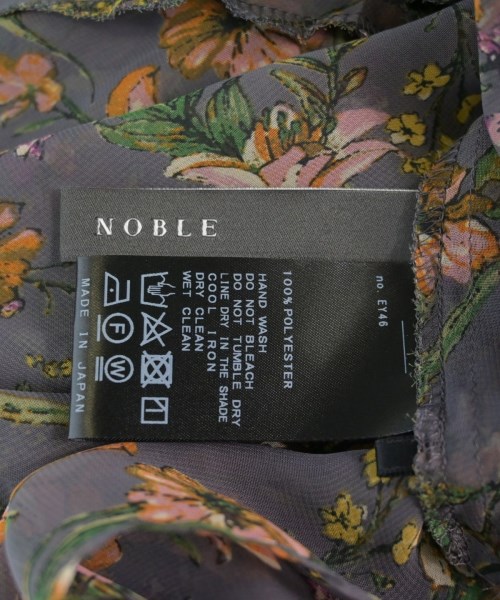 NOBLE
no. EY46
100% POLYESTER
HAND WASH
DO NOT BLEACH
DO NOT TUMBLE DRY
LINE DRY IN THE SHADE
COOL IRON
DRY CLEAN
WET CLEAN
F W
MADE IN JAPAN